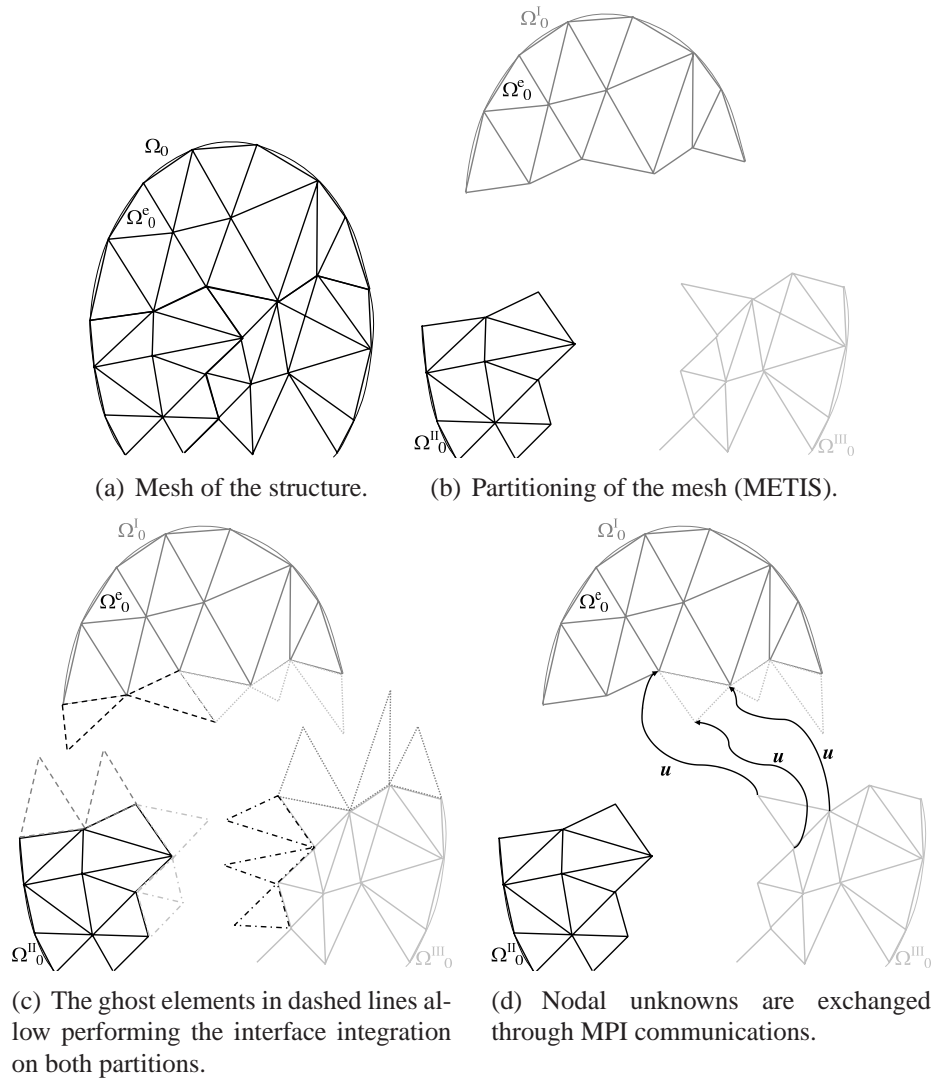 Ωᴵ₀
Ωᵉ₀
Ω₀
Ωᵉ₀
Ωᴵᴵ₀
Ωᴵᴵᴵ₀
(a) Mesh of the structure.
(b) Partitioning of the mesh (METIS).
Ωᴵ₀
Ωᵉ₀
Ωᴵᴵ₀
Ωᴵᴵᴵ₀
Ωᴵ₀
Ωᵉ₀
u
u
u
Ωᴵᴵ₀
Ωᴵᴵᴵ₀
(c) The ghost elements in dashed lines al-
low performing the interface integration
on both partitions.
(d) Nodal unknowns are exchanged
through MPI communications.